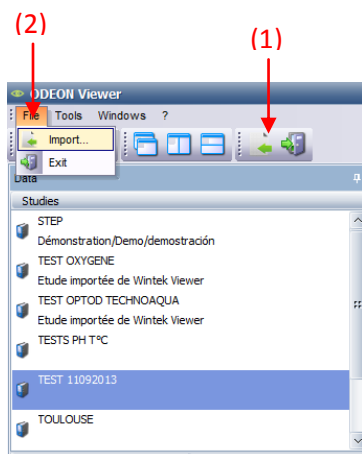 (2)
(1)
ODEON Viewer
File Tools Windows ?
Import...
Exit
Data
Studies
STEP
Démonstration/Demo/demostración
TEST OXYGENE
Etude importée de Wintek Viewer
TEST OPTOD TECHNOAQUA
Etude importée de Wintek Viewer
TESTS PH T°C
TEST 11092013
TOULOUSE